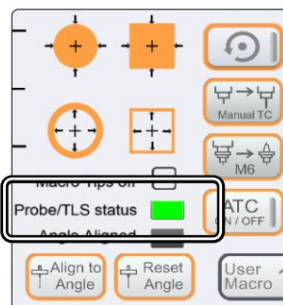 Manual TC
M6
Macro Tips off
Probe/TLS status
ATC
ON / OFF
Angle Aligned
Align to
Angle
Reset
Angle
User
Macro